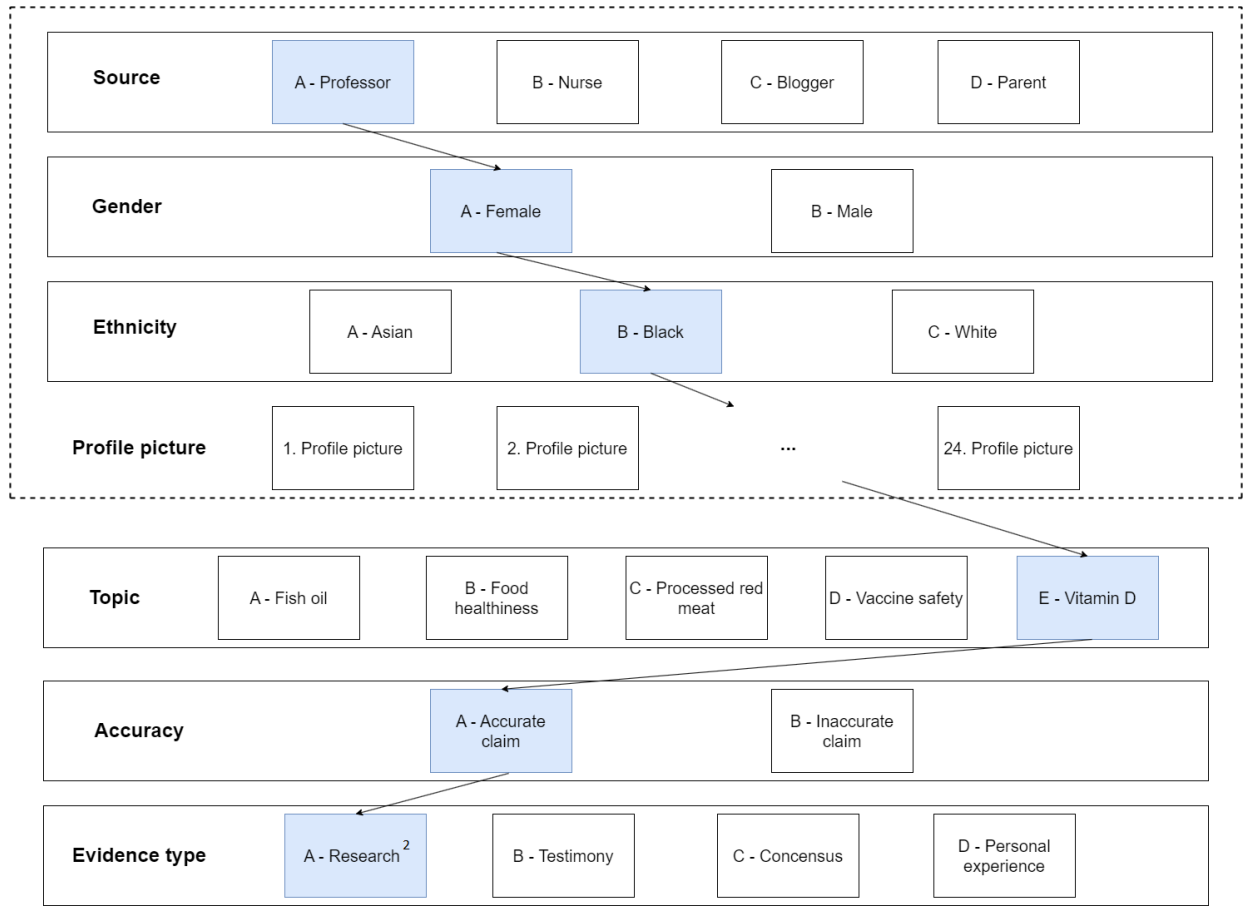 Source
A - Professor
B - Nurse
C - Blogger
D - Parent
Gender
A - Female
B - Male
Ethnicity
A - Asian
B - Black
C - White
Profile picture
1. Profile picture
2. Profile picture
...
24. Profile picture
Topic
A - Fish oil
B - Food
healthiness
C - Processed red
meat
D - Vaccine safety
E - Vitamin D
Accuracy
A - Accurate
claim
B - Inaccurate
claim
Evidence type
A - Research²
B - Testimony
C - Concensus
D - Personal
experience